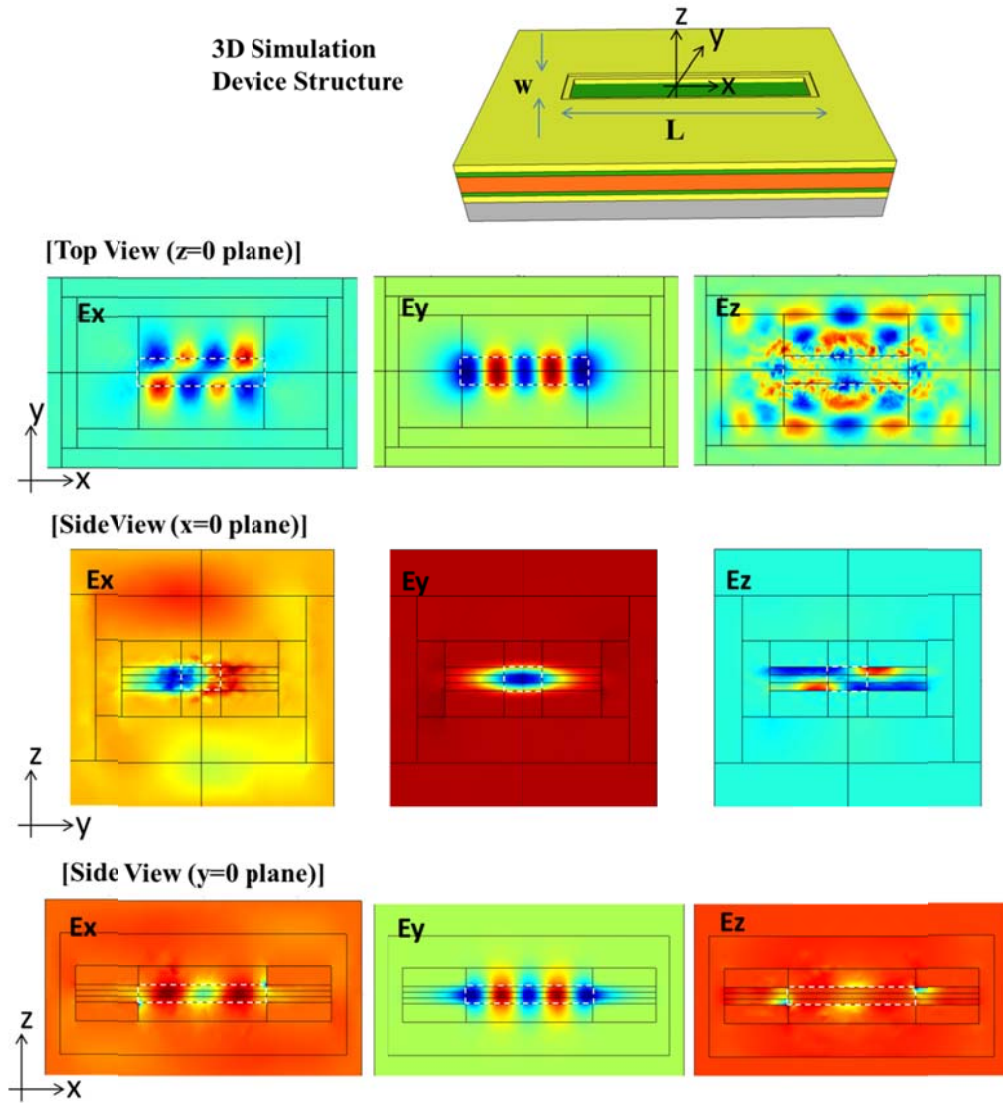 3D Simulation
Device Structure
z
y
x
w
L
[Top View (z=0 plane)]
Ex
Ey
Ez
y
x
[SideView (x=0 plane)]
Ex
Ey
Ez
z
y
[Side View (y=0 plane)]
Ex
Ey
Ez
z
x